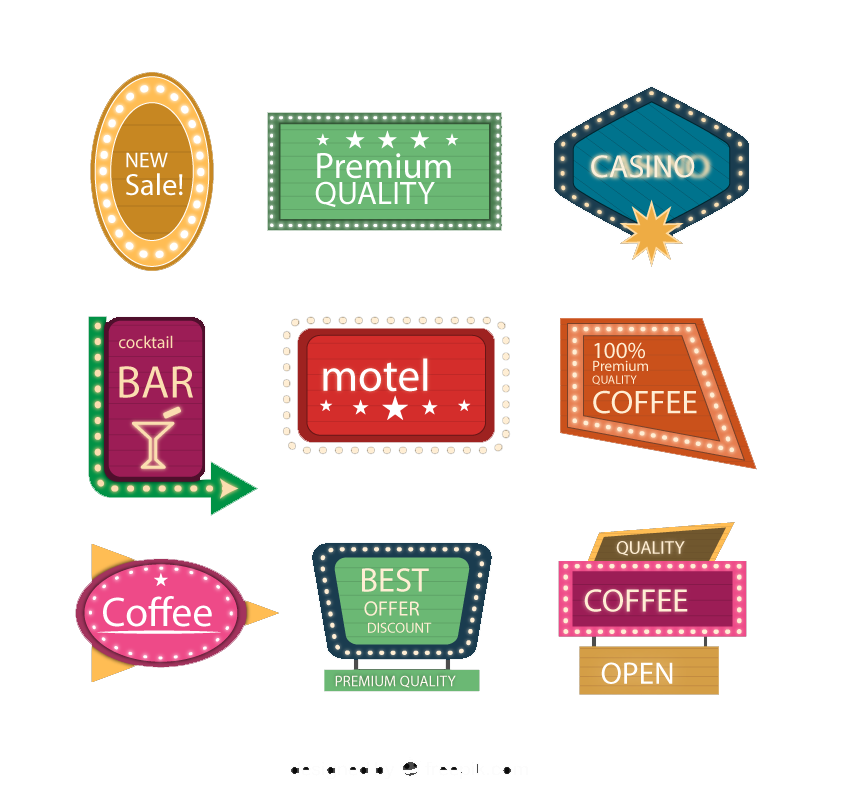 NEW
Sale!
Premium
QUALITY
CASINO
cocktail
BAR
motel
100%
Premium
QUALITY
COFFEE
Coffee
BEST
OFFER
DISCOUNT
PREMIUM QUALITY
QUALITY
COFFEE
OPEN